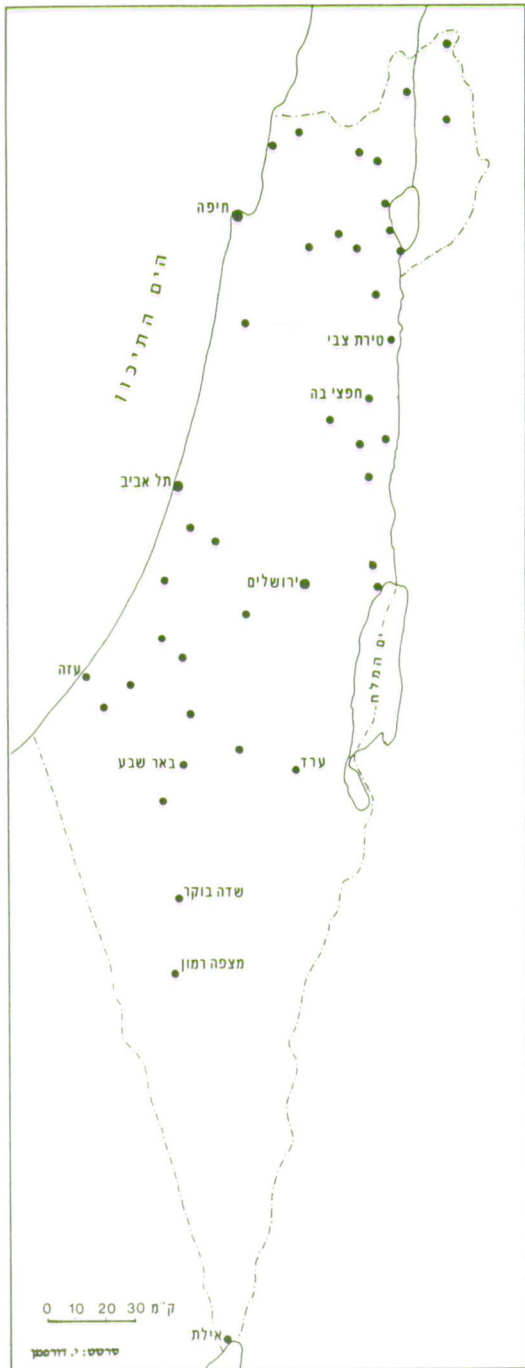 חיפה
הים התיכון
טירת צבי
חפצי בה
תל אביב
ירושלים
ים המלח
עזה
באר שבע
ערד
שדה בוקר
מצפה רמון
0 10 20 30 ק"מ
אילת
סרטט: י.